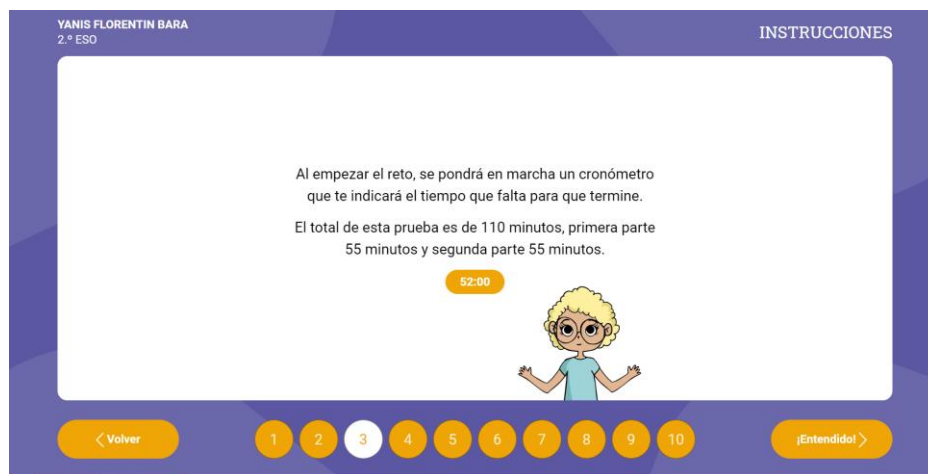 YANIS FLORENTIN BARA
2.º ESO
INSTRUCCIONES
Al empezar el reto, se pondrá en marcha un cronómetro
que te indicará el tiempo que falta para que termine.
El total de esta prueba es de 110 minutos, primera parte
55 minutos y segunda parte 55 minutos.
52:00
Volver
1 2 3 4 5 6 7 8 9 10
¡Entendido!